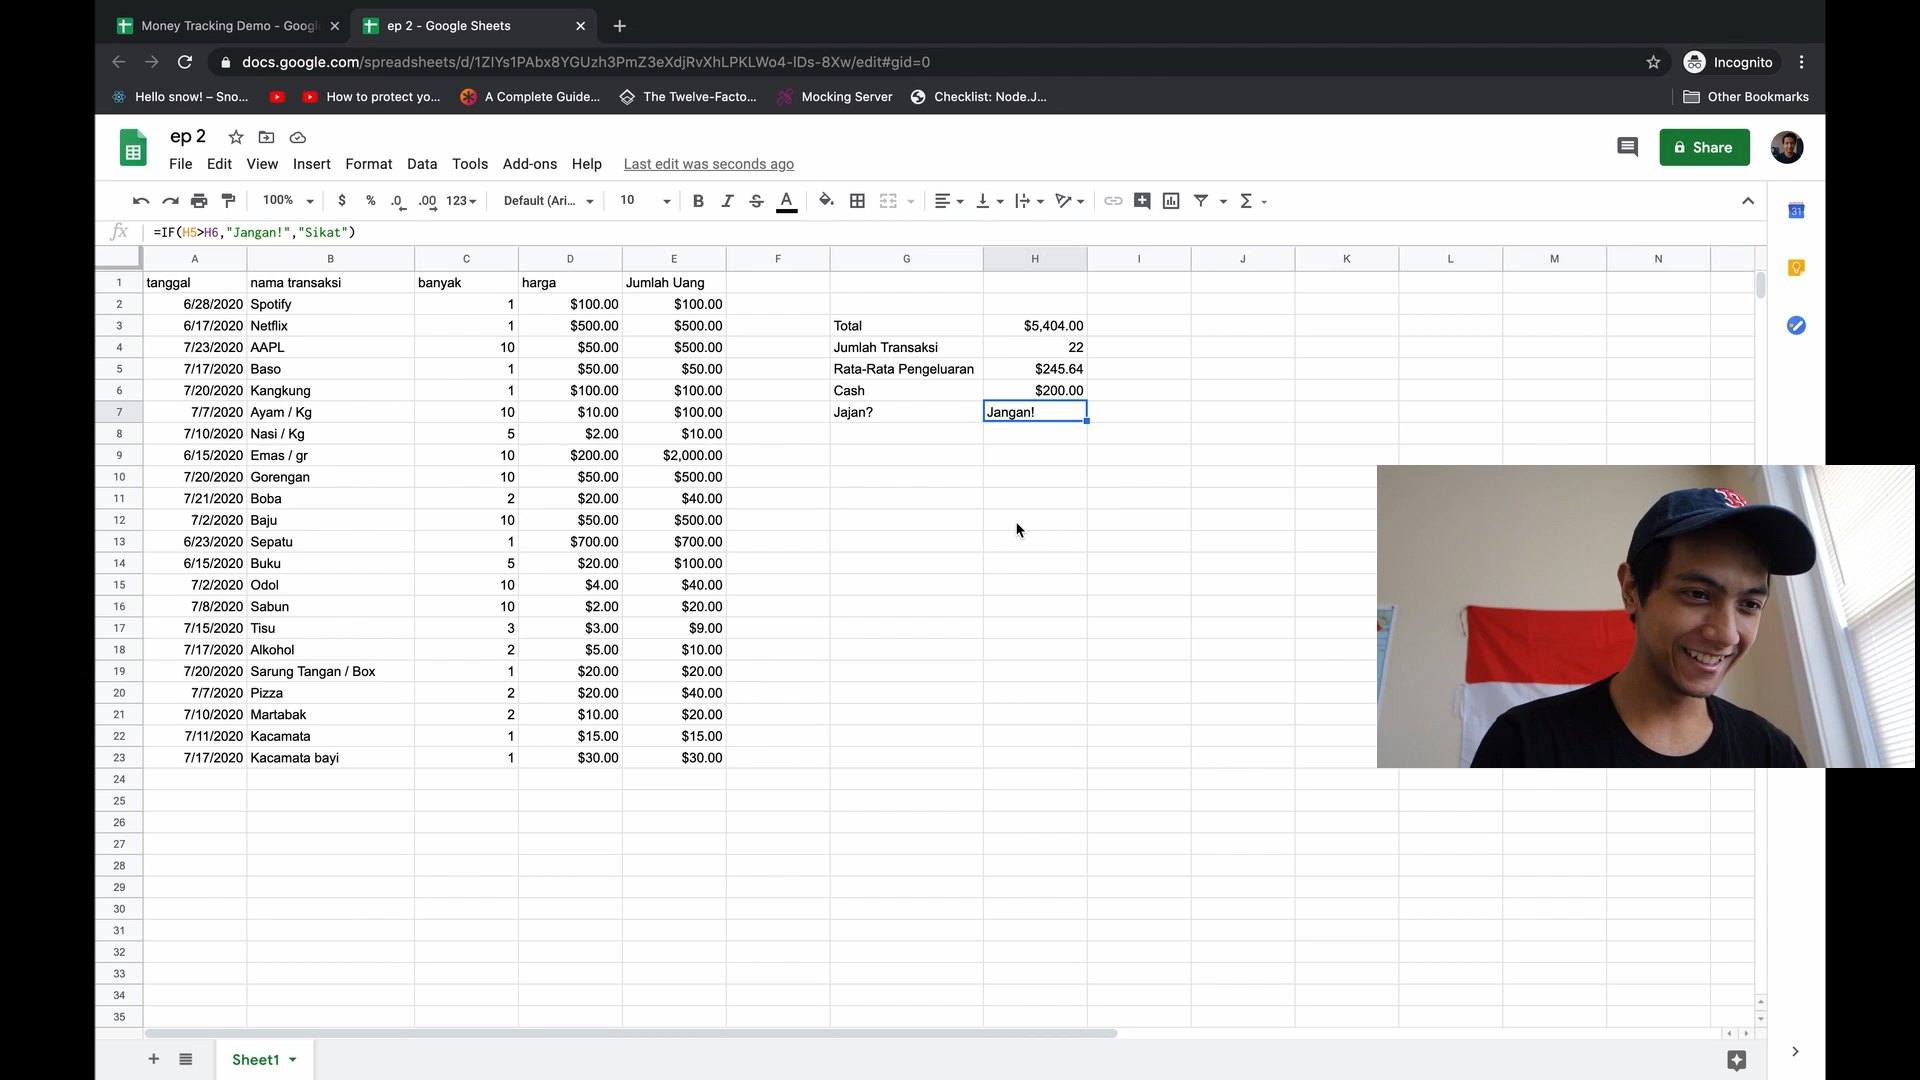 Money Tracking Demo - Googl
ep 2 - Google Sheets
docs.google.com/spreadsheets/d/1ZIYs1PAbx8YGUzh3PmZ3eXdjRvXhLPKLWo4-lDs-8Xw/edit#gid=0
Incognito
Hello snow! – Sno...
How to protect yo...
A Complete Guide...
The Twelve-Facto...
Mocking Server
Checklist: Node.J...
Other Bookmarks
ep 2
File Edit View Insert Format Data Tools Add-ons Help Last edit was seconds ago
Share
100% $ % .0 .00 123 Default (Ari... 10 B I S A Σ
fx =IF(H5>H6,"Jangan!","Sikat")
A B C D E F G H I J K L M N
1 tanggal nama transaksi banyak harga Jumlah Uang
2 6/28/2020 Spotify 1 $100.00 $100.00
3 6/17/2020 Netflix 1 $500.00 $500.00 Total $5,404.00
4 7/23/2020 AAPL 10 $50.00 $500.00 Jumlah Transaksi 22
5 7/17/2020 Baso 1 $50.00 $50.00 Rata-Rata Pengeluaran $245.64
6 7/20/2020 Kangkung 1 $100.00 $100.00 Cash $200.00
7 7/7/2020 Ayam / Kg 10 $10.00 $100.00 Jajan? Jangan!
8 7/10/2020 Nasi / Kg 5 $2.00 $10.00
9 6/15/2020 Emas / gr 10 $200.00 $2,000.00
10 7/20/2020 Gorengan 10 $50.00 $500.00
11 7/21/2020 Boba 2 $20.00 $40.00
12 7/2/2020 Baju 10 $50.00 $500.00
13 6/23/2020 Sepatu 1 $700.00 $700.00
14 6/15/2020 Buku 5 $20.00 $100.00
15 7/2/2020 Odol 10 $4.00 $40.00
16 7/8/2020 Sabun 10 $2.00 $20.00
17 7/15/2020 Tisu 3 $3.00 $9.00
18 7/17/2020 Alkohol 2 $5.00 $10.00
19 7/20/2020 Sarung Tangan / Box 1 $20.00 $20.00
20 7/7/2020 Pizza 2 $20.00 $40.00
21 7/10/2020 Martabak 2 $10.00 $20.00
22 7/11/2020 Kacamata 1 $15.00 $15.00
23 7/17/2020 Kacamata bayi 1 $30.00 $30.00
24
25
26
27
28
29
30
31
32
33
34
35
Sheet1
31
B